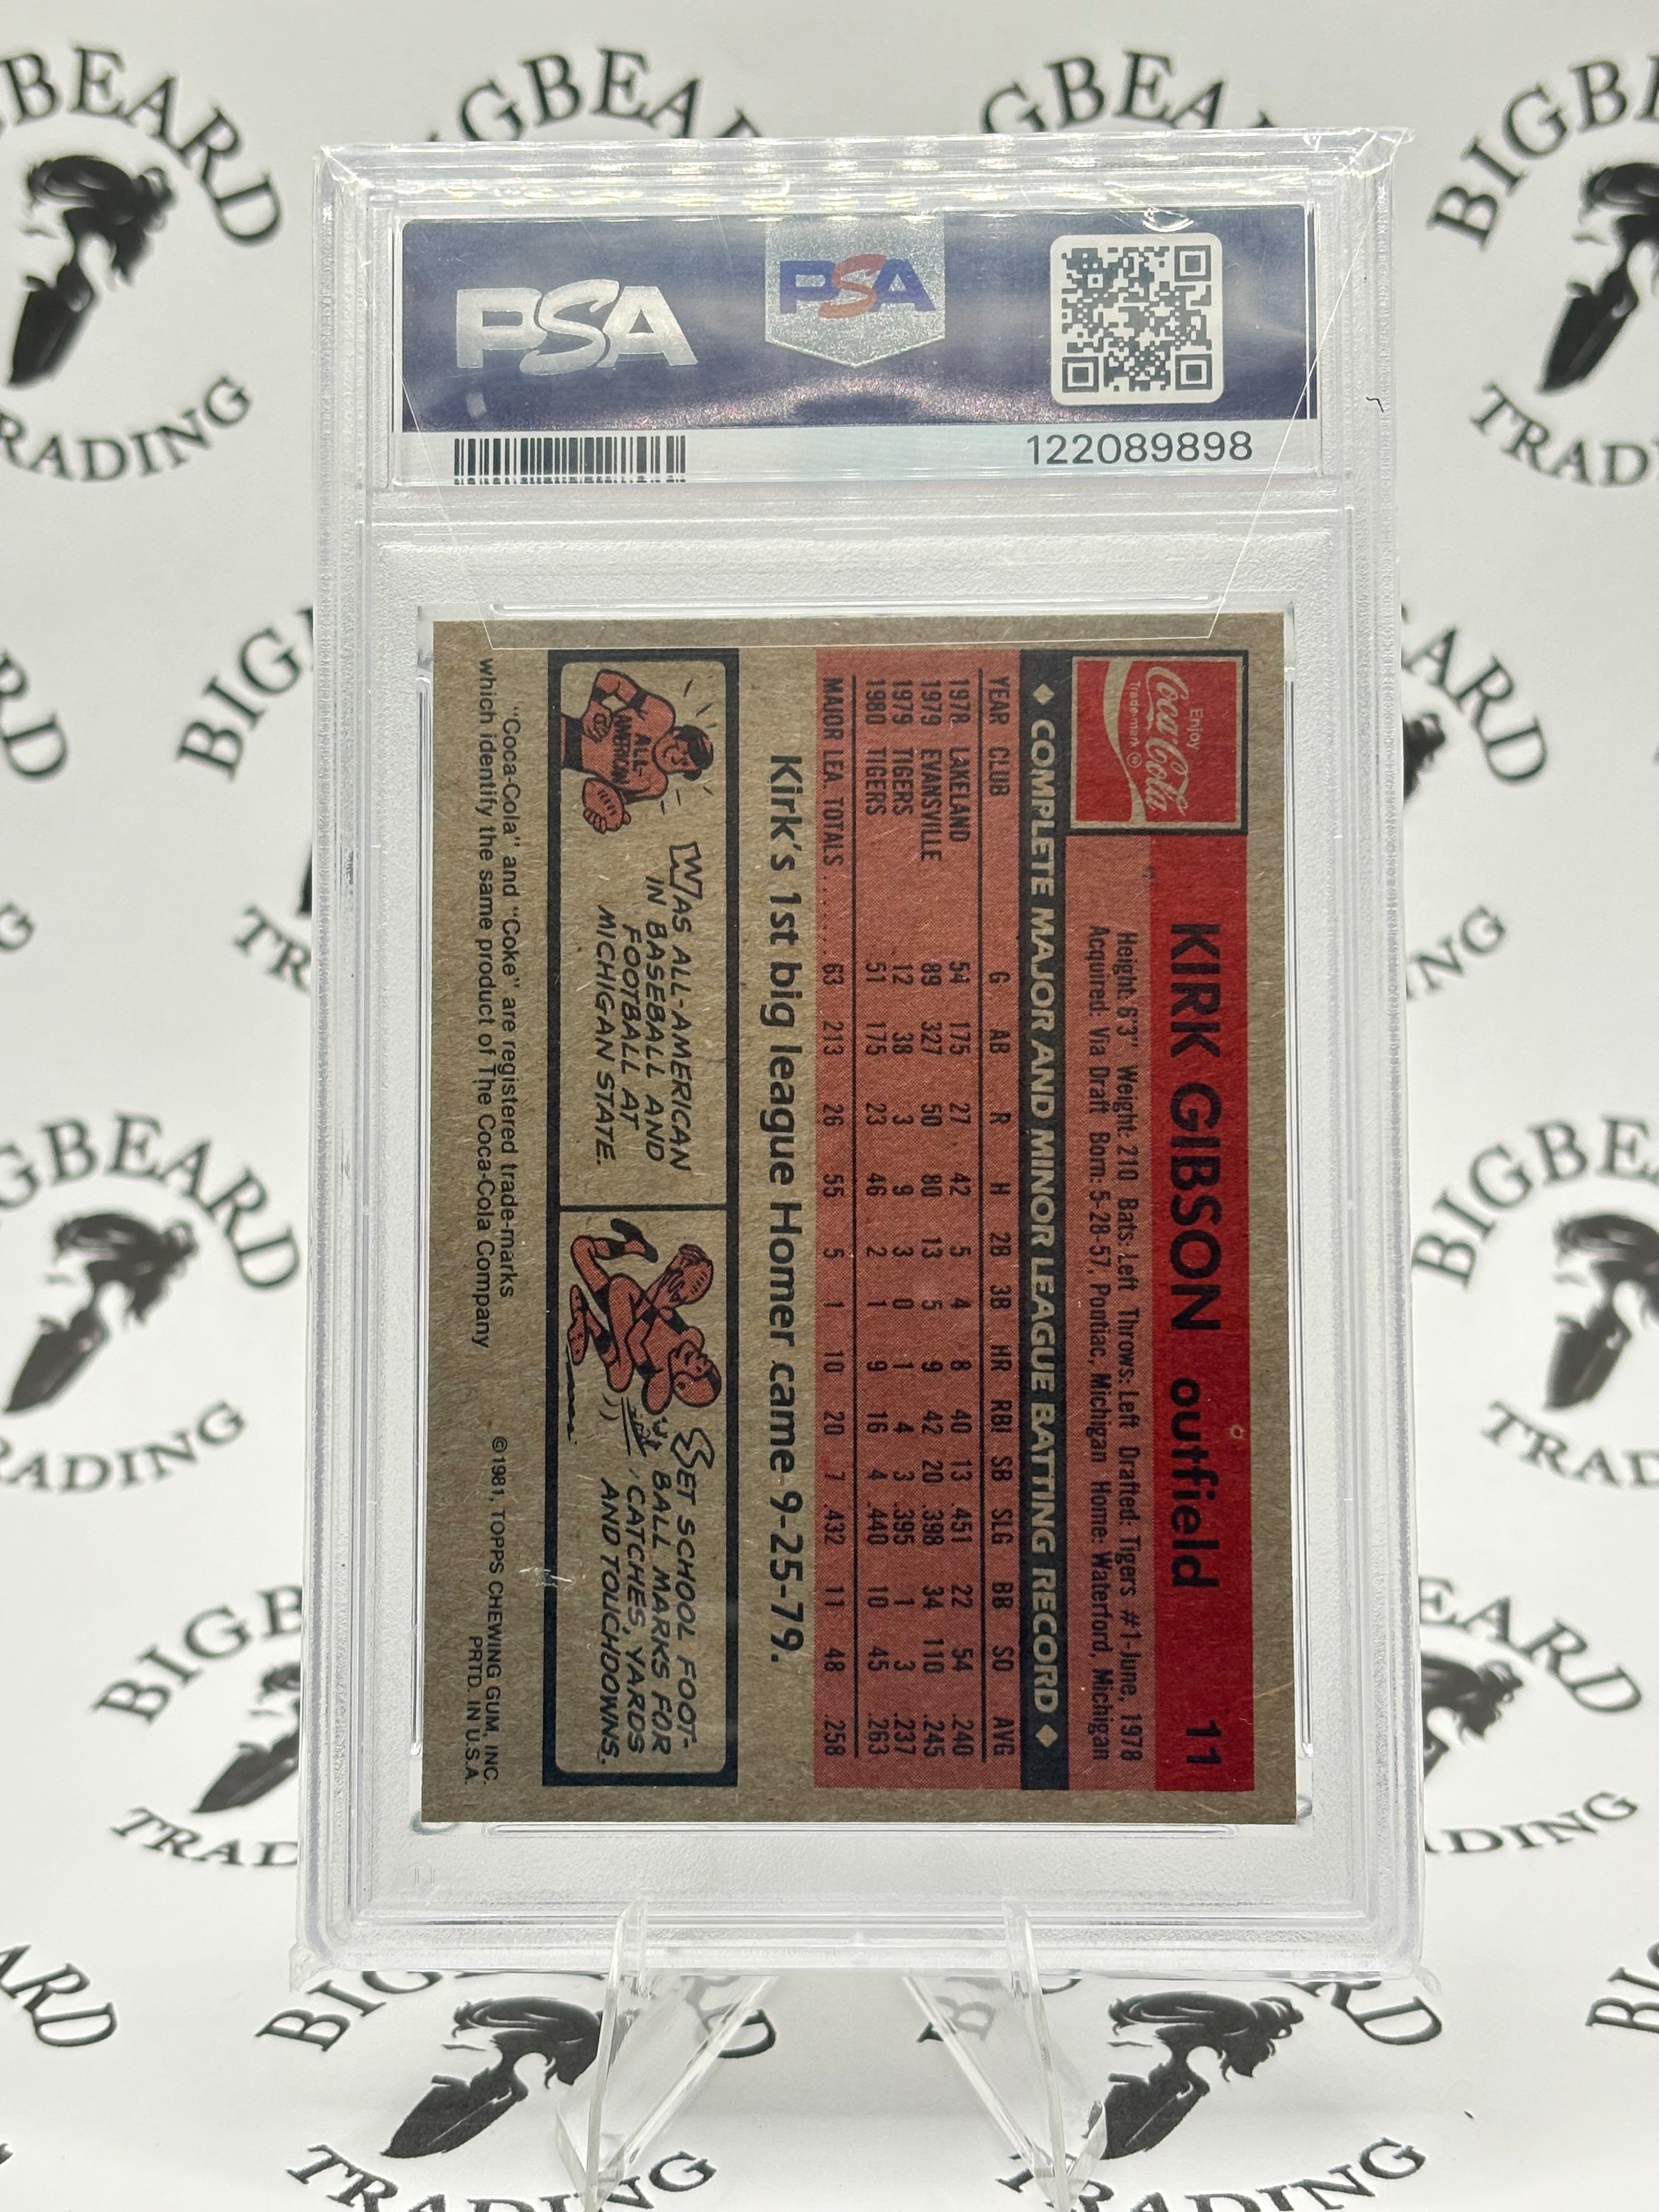 PSA
PSA
122089898
Enjoy
Coca-Cola
Trade-mark ®
KIRK GIBSON outfield 11
Height: 6'3" Weight: 210 Bats: Left Throws: Left Drafted: Tigers #1-June, 1978
Acquired: Via Draft Born: 5-28-57, Pontiac, Michigan Home: Waterford, Michigan
◆ COMPLETE MAJOR AND MINOR LEAGUE BATTING RECORD ◆
YEAR CLUB G AB R H 2B 3B HR RBI SB SLG BB SO AVG
1978 LAKELAND 54 175 27 42 5 4 8 40 13 .451 22 54 .240
1979 EVANSVILLE 89 327 50 80 13 5 9 42 20 .398 34 110 .245
1979 TIGERS 12 38 3 9 3 0 1 4 3 .395 1 3 .237
1980 TIGERS 51 175 23 46 2 1 9 16 4 .440 10 45 .263
MAJOR LEA. TOTALS........ 63 213 26 55 5 1 10 20 7 .432 11 48 .258
Kirk's 1st big league Homer came 9-25-79.
ALL-
AMERICAN
WAS ALL-AMERICAN
IN BASEBALL AND
FOOTBALL AT
MICHIGAN STATE.
SET SCHOOL FOOT-
BALL MARKS FOR
CATCHES, YARDS
AND TOUCHDOWNS.
"Coca-Cola" and "Coke" are registered trade-marks
which identify the same product of The Coca-Cola Company
©1981, TOPPS CHEWING GUM, INC.
PRTD. IN U.S.A.
BIGBEARD
TRADING